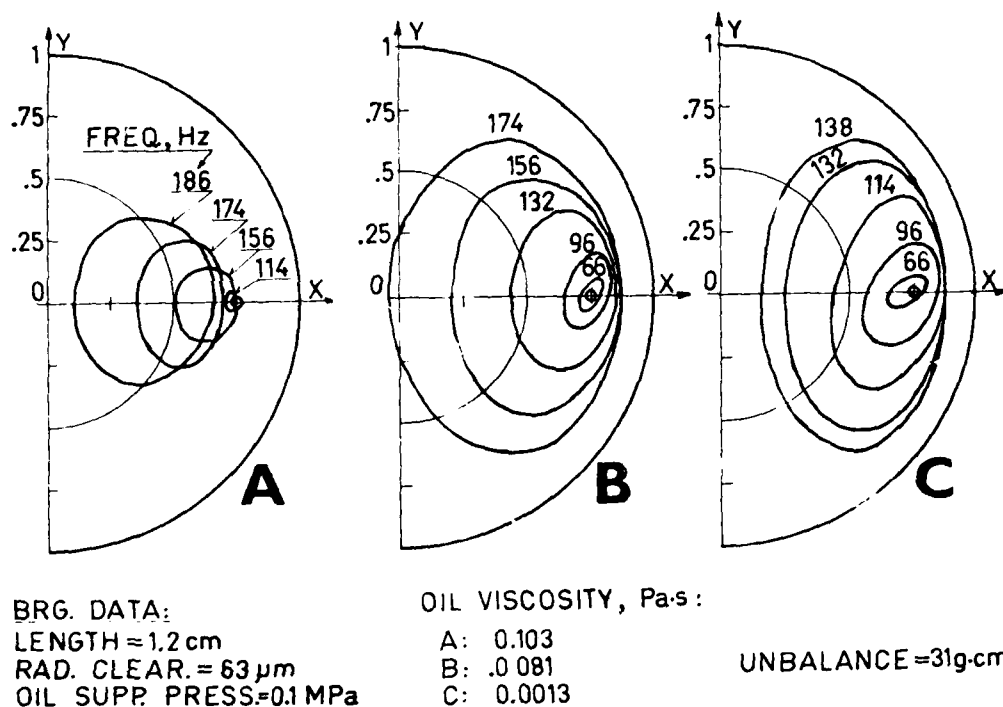 Y
1
.75
FREQ, Hz
.5
186
174
156
114
.25
0
X
A
Y
1
.75
174
156
.5
132
.25
96
66
0
X
B
Y
1
.75
138
132
114
.5
96
.25
66
0
X
C
BRG. DATA:
LENGTH = 1.2 cm
RAD. CLEAR. = 63 µm
OIL SUPP. PRESS.=0.1 MPa
OIL VISCOSITY, Pa·s :
A: 0.103
B: .0 081
C: 0.0013
UNBALANCE =31g·cm